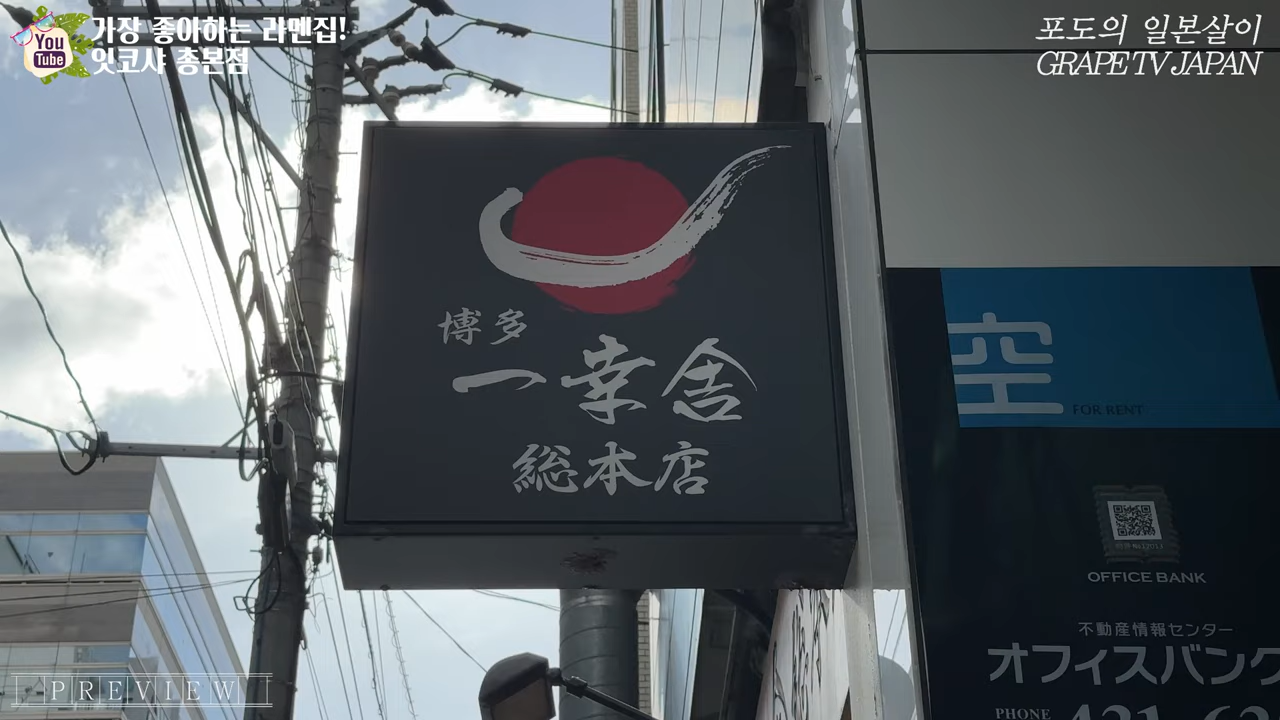 You
Tube
가장 좋아하는 라멘집!
잇코샤 총본점
포도의 일본살이
GRAPE TV JAPAN
博多
一幸舎
総本店
空
FOR RENT
OFFICE BANK
不動産情報センター
オフィスバンク
PHONE
PREVIEW